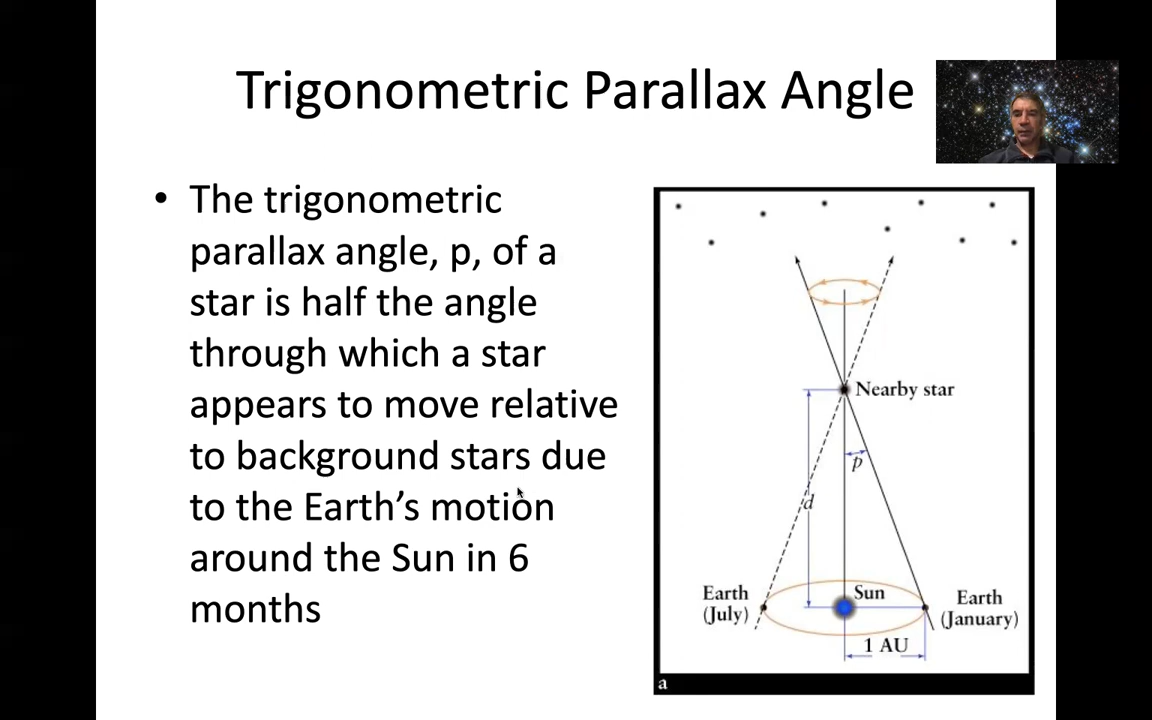 Trigonometric Parallax Angle
• The trigonometric
parallax angle, p, of a
star is half the angle
through which a star
appears to move relative
to background stars due
to the Earth’s motion
around the Sun in 6
months
Nearby star
p
d
Earth
(July)
Sun
Earth
(January)
1 AU
a